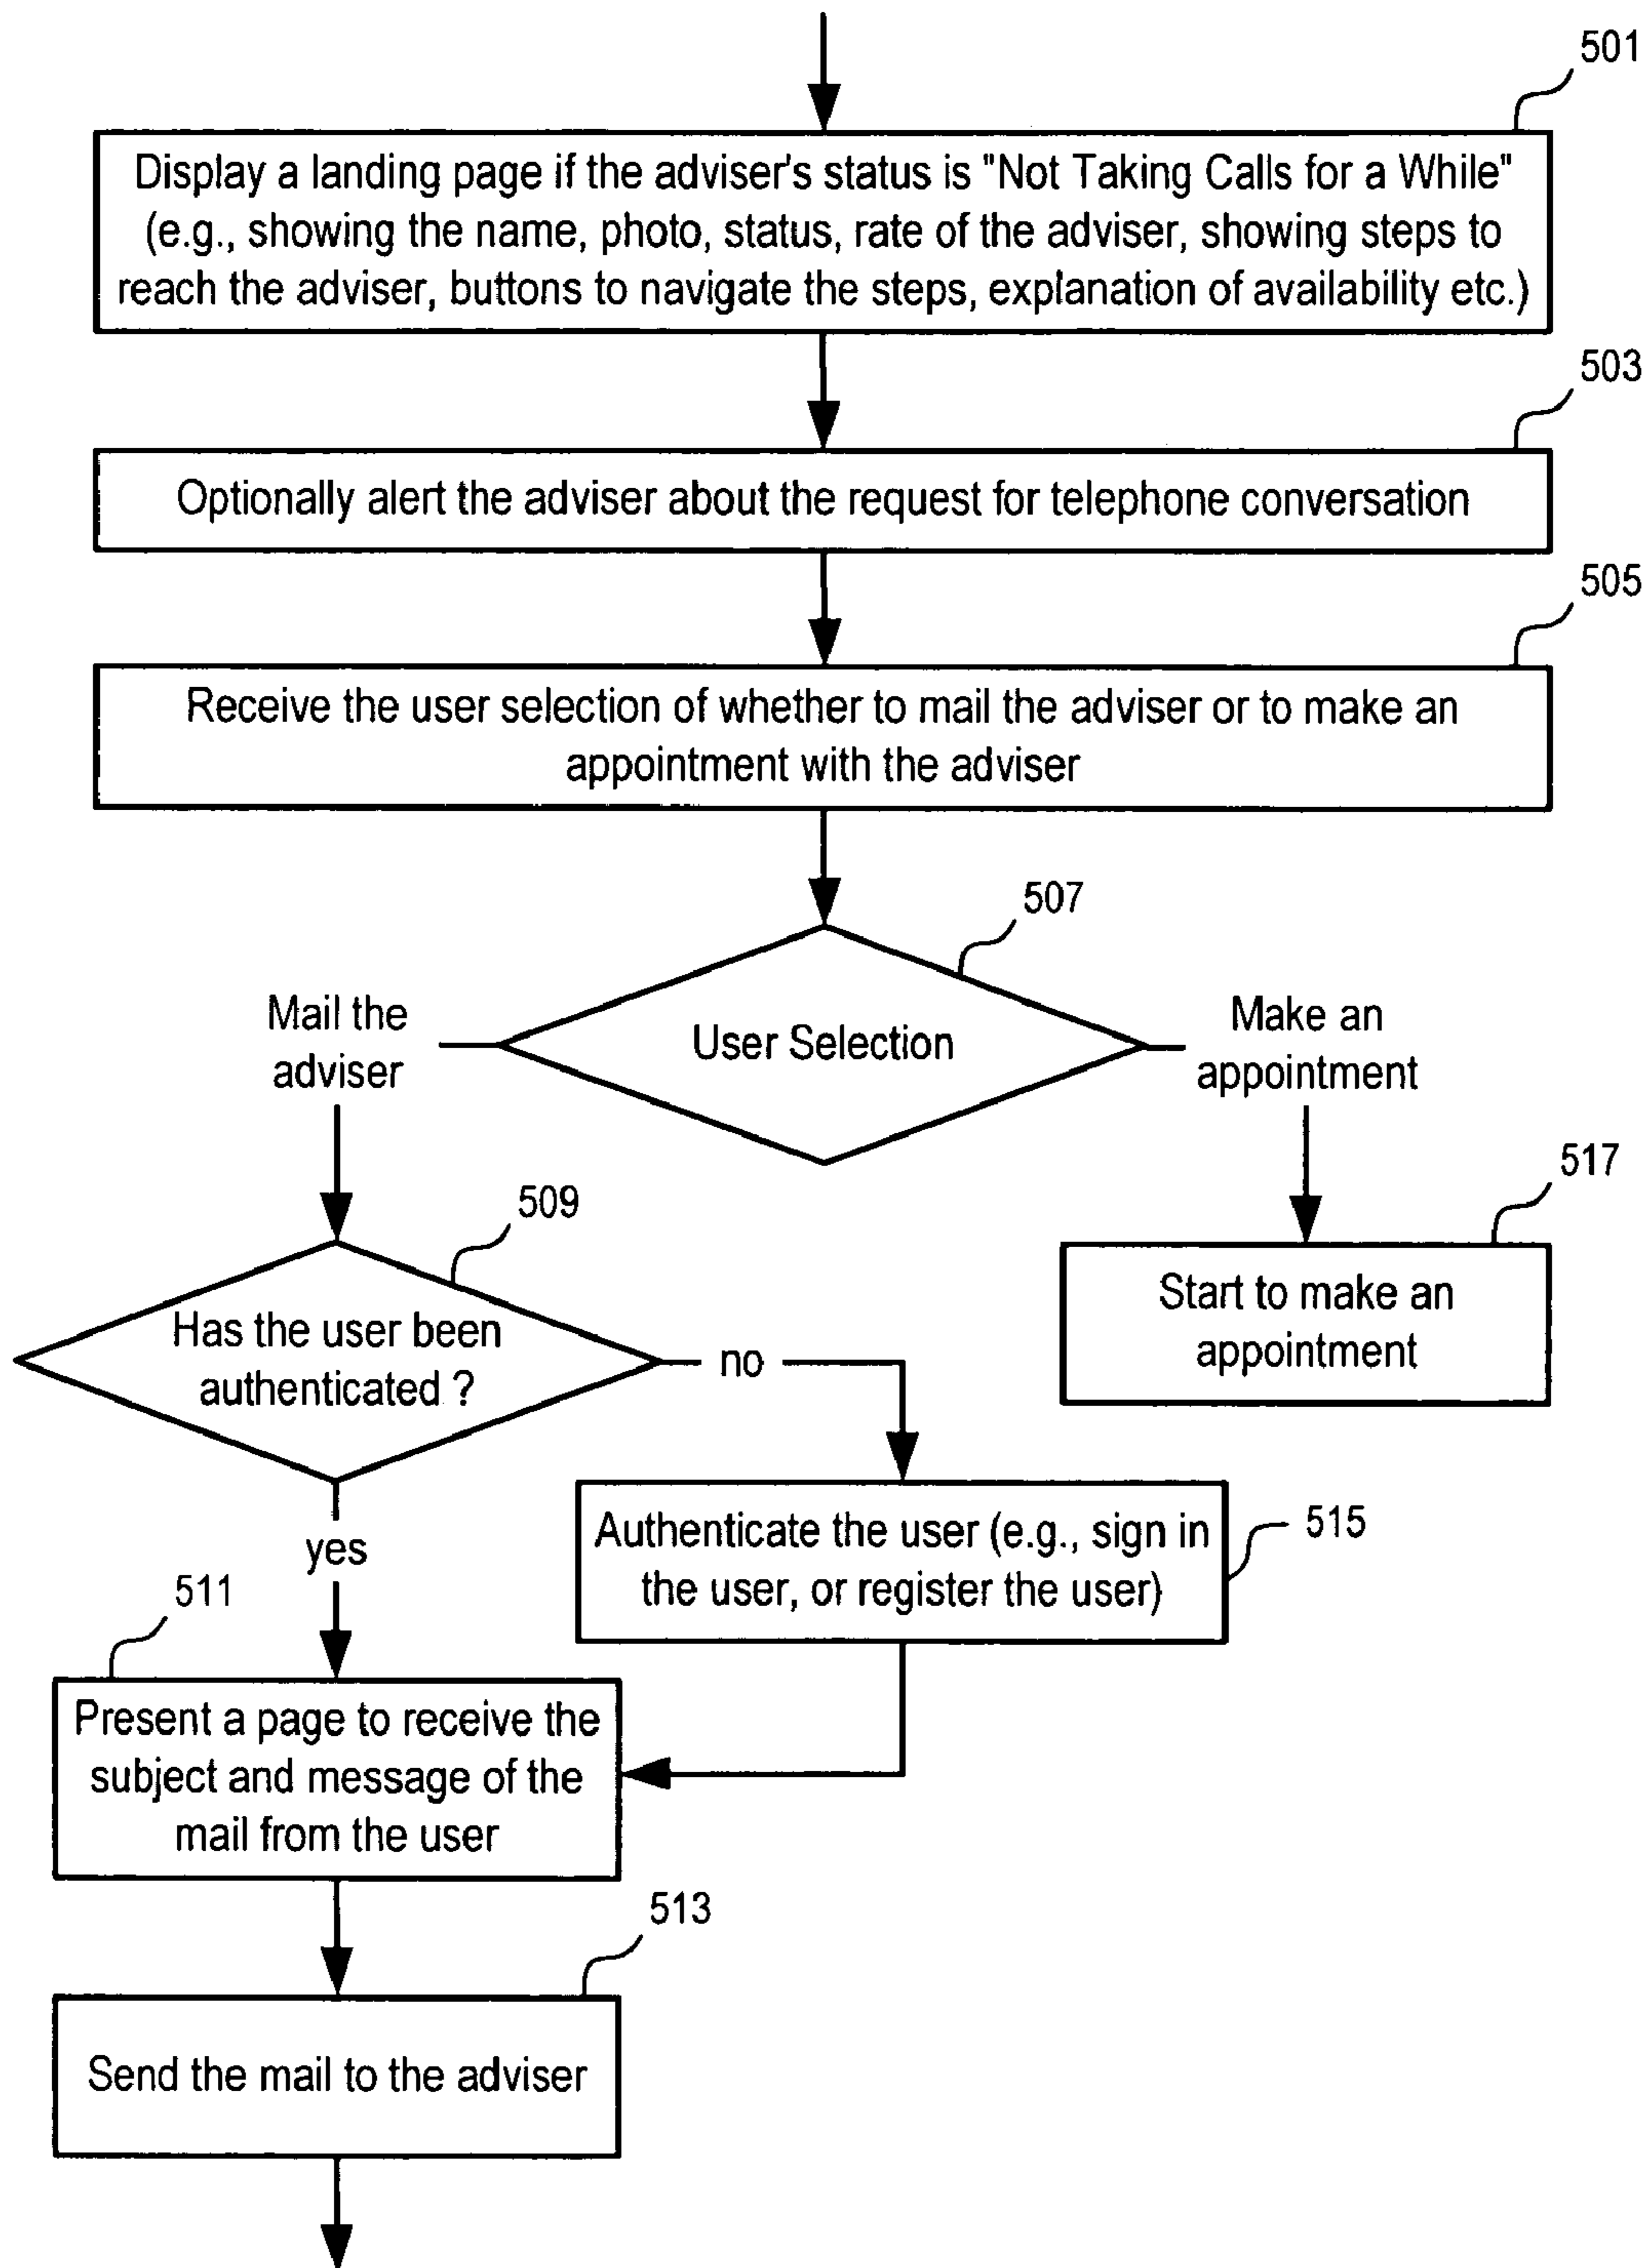 501
Display a landing page if the adviser's status is "Not Taking Calls for a While"
(e.g., showing the name, photo, status, rate of the adviser, showing steps to
reach the adviser, buttons to navigate the steps, explanation of availability etc.)
503
Optionally alert the adviser about the request for telephone conversation
505
Receive the user selection of whether to mail the adviser or to make an
appointment with the adviser
507
User Selection
Mail the
adviser
Make an
appointment
517
Start to make an
appointment
509
Has the user been
authenticated ?
no
yes
515
Authenticate the user (e.g., sign in
the user, or register the user)
511
Present a page to receive the
subject and message of the
mail from the user
513
Send the mail to the adviser